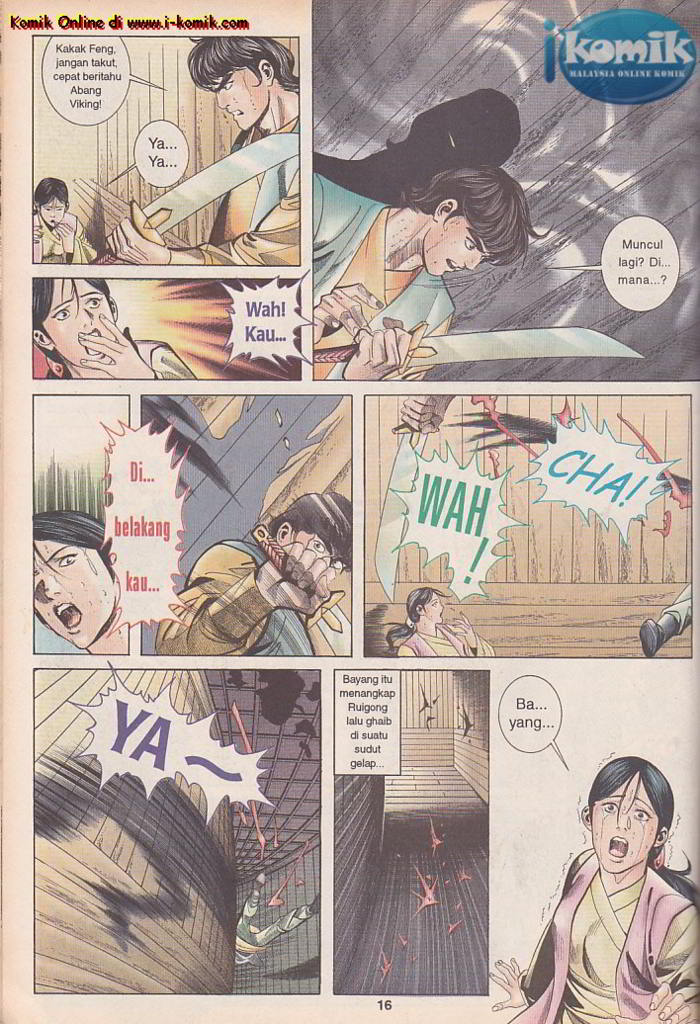 Komik Online di www.i-komik.com
ikomik
MALAYSIA ONLINE KOMIK
Kakak Feng,
jangan takut,
cepat beritahu
Abang
Viking!
Ya...
Ya...
Muncul
lagi? Di...
mana...?
Wah!
Kau...
Di...
belakang
kau...
WAH
!
CHA!
YA ~
Bayang itu
menangkap
Ruigong
lalu ghaib
di suatu
sudut
gelap...
Ba...
yang...
16